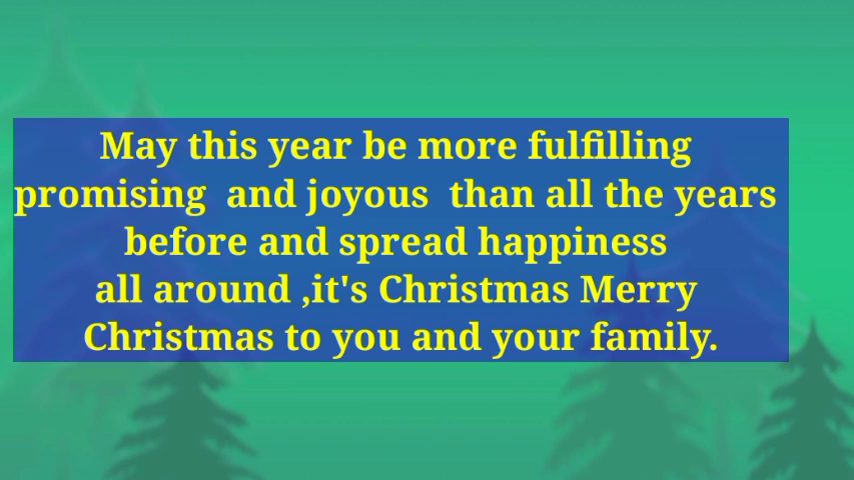 May this year be more fulfilling
promising  and joyous  than all the years
before and spread happiness
all around ,it's Christmas Merry
Christmas to you and your family.